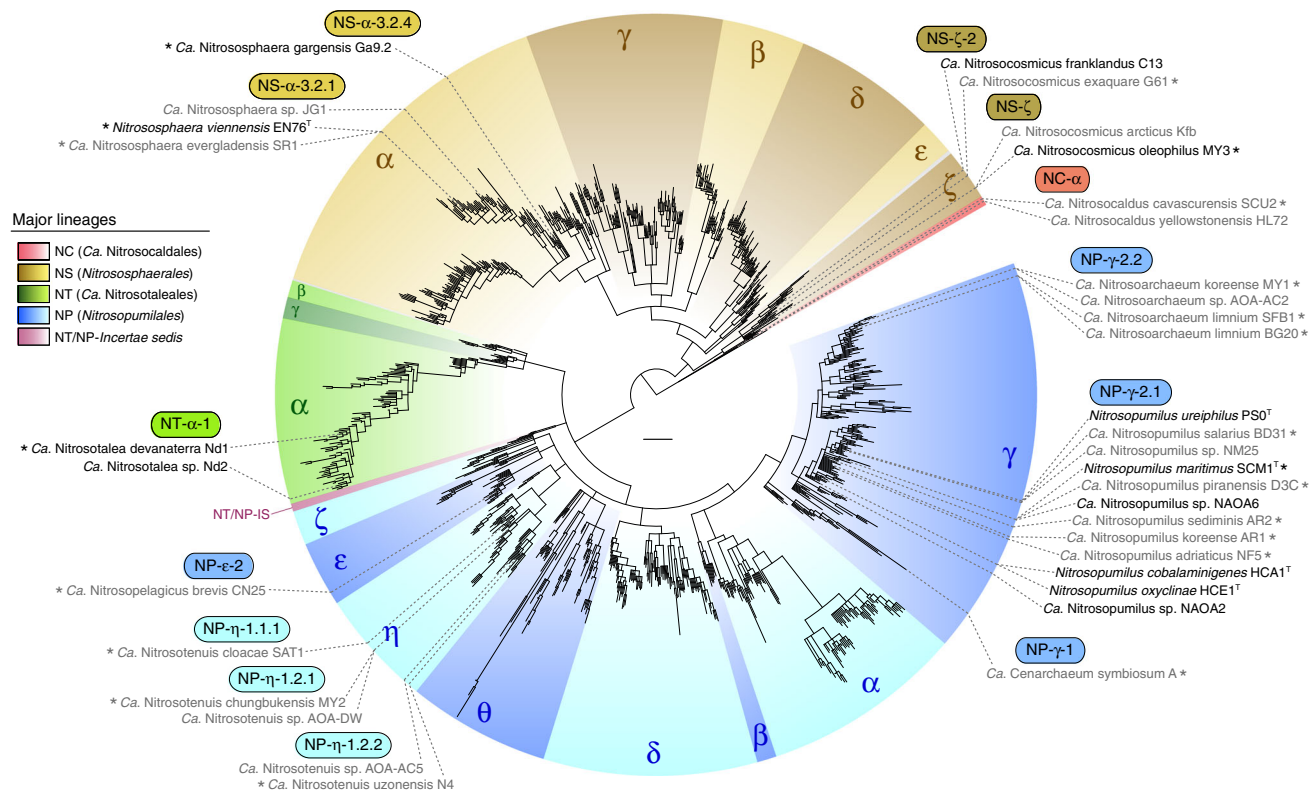 NS-α-3.2.4
* Ca. Nitrososphaera gargensis Ga9.2
NS-α-3.2.1
Ca. Nitrososphaera sp. JG1
* Nitrososphaera viennensis EN76ᵀ
* Ca. Nitrososphaera evergladensis SR1
α
γ
β
δ
ε
ζ
NS-ζ-2
Ca. Nitrosocosmicus franklandus C13
Ca. Nitrosocosmicus exaquare G61 *
NS-ζ
Ca. Nitrosocosmicus arcticus Kfb
Ca. Nitrosocosmicus oleophilus MY3 *
NC-α
Ca. Nitrosocaldus cavascurensis SCU2 *
Ca. Nitrosocaldus yellowstonensis HL72
Major lineages
NC (Ca. Nitrosocaldales)
NS (Nitrososphaerales)
NT (Ca. Nitrosotaleales)
NP (Nitrosopumilales)
NT/NP-Incertae sedis
β
γ
α
NT-α-1
* Ca. Nitrosotalea devanaterra Nd1
Ca. Nitrosotalea sp. Nd2
NT/NP-IS
NP-γ-2.2
Ca. Nitrosoarchaeum koreense MY1 *
Ca. Nitrosoarchaeum sp. AOA-AC2
Ca. Nitrosoarchaeum limnium SFB1 *
Ca. Nitrosoarchaeum limnium BG20 *
NP-γ-2.1
Nitrosopumilus ureiphilus PS0ᵀ
Ca. Nitrosopumilus salarius BD31 *
Ca. Nitrosopumilus sp. NM25
Nitrosopumilus maritimus SCM1ᵀ *
Ca. Nitrosopumilus piranensis D3C *
Ca. Nitrosopumilus sp. NAOA6
Ca. Nitrosopumilus sediminis AR2 *
Ca. Nitrosopumilus koreense AR1 *
Ca. Nitrosopumilus adriaticus NF5 *
Nitrosopumilus cobalaminigenes HCA1ᵀ
Nitrosopumilus oxyclinae HCE1ᵀ
Ca. Nitrosopumilus sp. NAOA2
NP-γ-1
Ca. Cenarchaeum symbiosum A *
γ
α
β
δ
θ
η
ε
ζ
NP-ε-2
* Ca. Nitrosopelagicus brevis CN25
NP-η-1.1.1
* Ca. Nitrosotenuis cloacae SAT1
NP-η-1.2.1
* Ca. Nitrosotenuis chungbukensis MY2
Ca. Nitrosotenuis sp. AOA-DW
NP-η-1.2.2
Ca. Nitrosotenuis sp. AOA-AC5
* Ca. Nitrosotenuis uzonensis N4